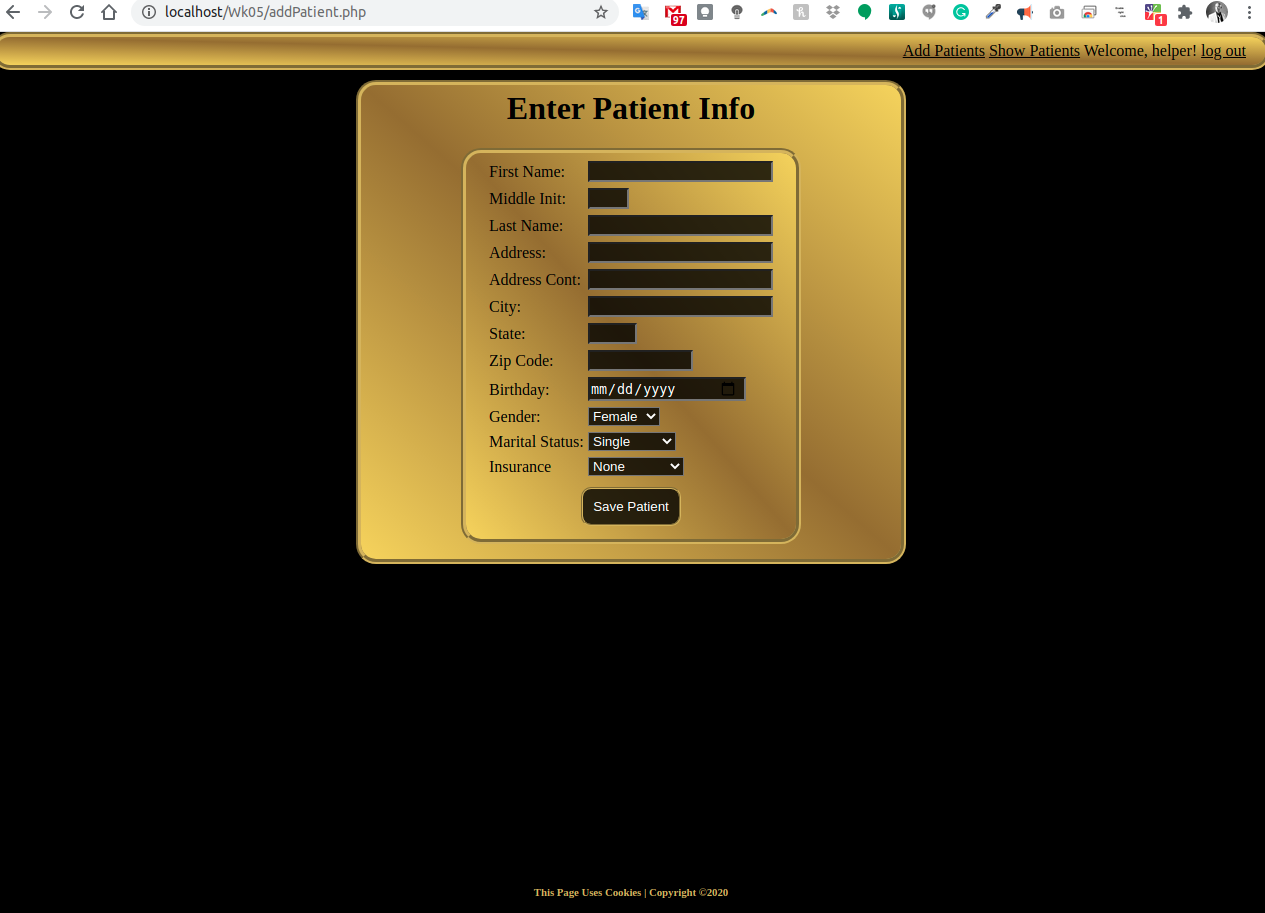 localhost/Wk05/addPatient.php
97
1
Add Patients Show Patients Welcome, helper! log out
Enter Patient Info
First Name:
Middle Init:
Last Name:
Address:
Address Cont:
City:
State:
Zip Code:
Birthday: mm/dd/yyyy
Gender: Female
Marital Status: Single
Insurance None
Save Patient
This Page Uses Cookies | Copyright ©2020